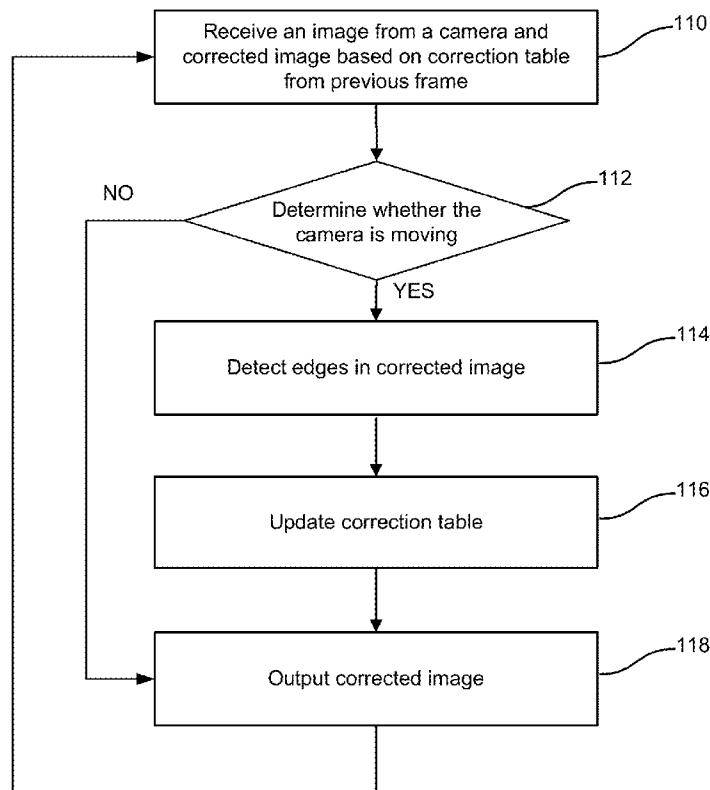 Receive an image from a camera and
corrected image based on correction table
from previous frame
110
NO
Determine whether the
camera is moving
112
YES
Detect edges in corrected image
114
Update correction table
116
Output corrected image
118